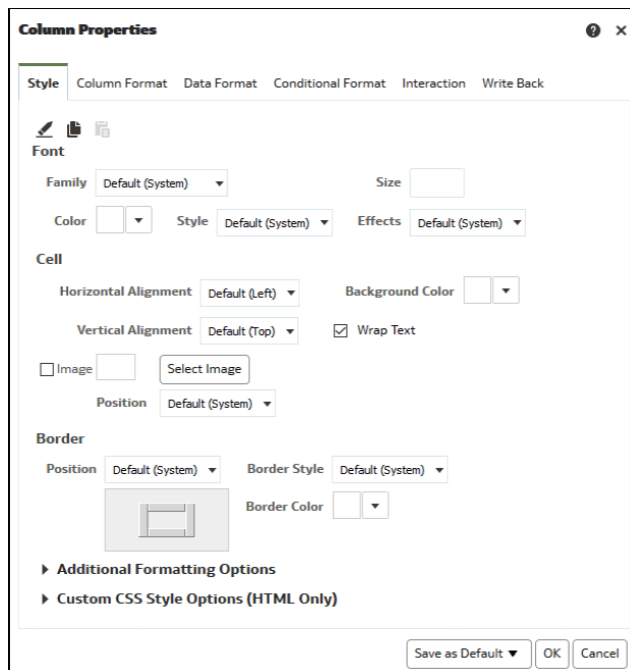 Column Properties
Style Column Format Data Format Conditional Format Interaction Write Back
Font
Family Default (System) Size
Color Style Default (System) Effects Default (System)
Cell
Horizontal Alignment Default (Left) Background Color
Vertical Alignment Default (Top) Wrap Text
Image Select Image
Position Default (System)
Border
Position Default (System) Border Style Default (System)
Border Color
Additional Formatting Options
Custom CSS Style Options (HTML Only)
Save as Default OK Cancel